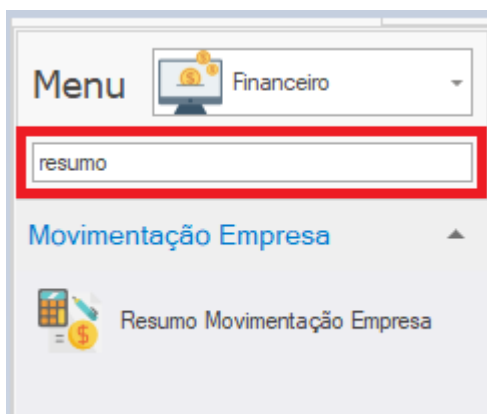 Menu Financeiro
resumo
Movimentação Empresa
Resumo Movimentação Empresa